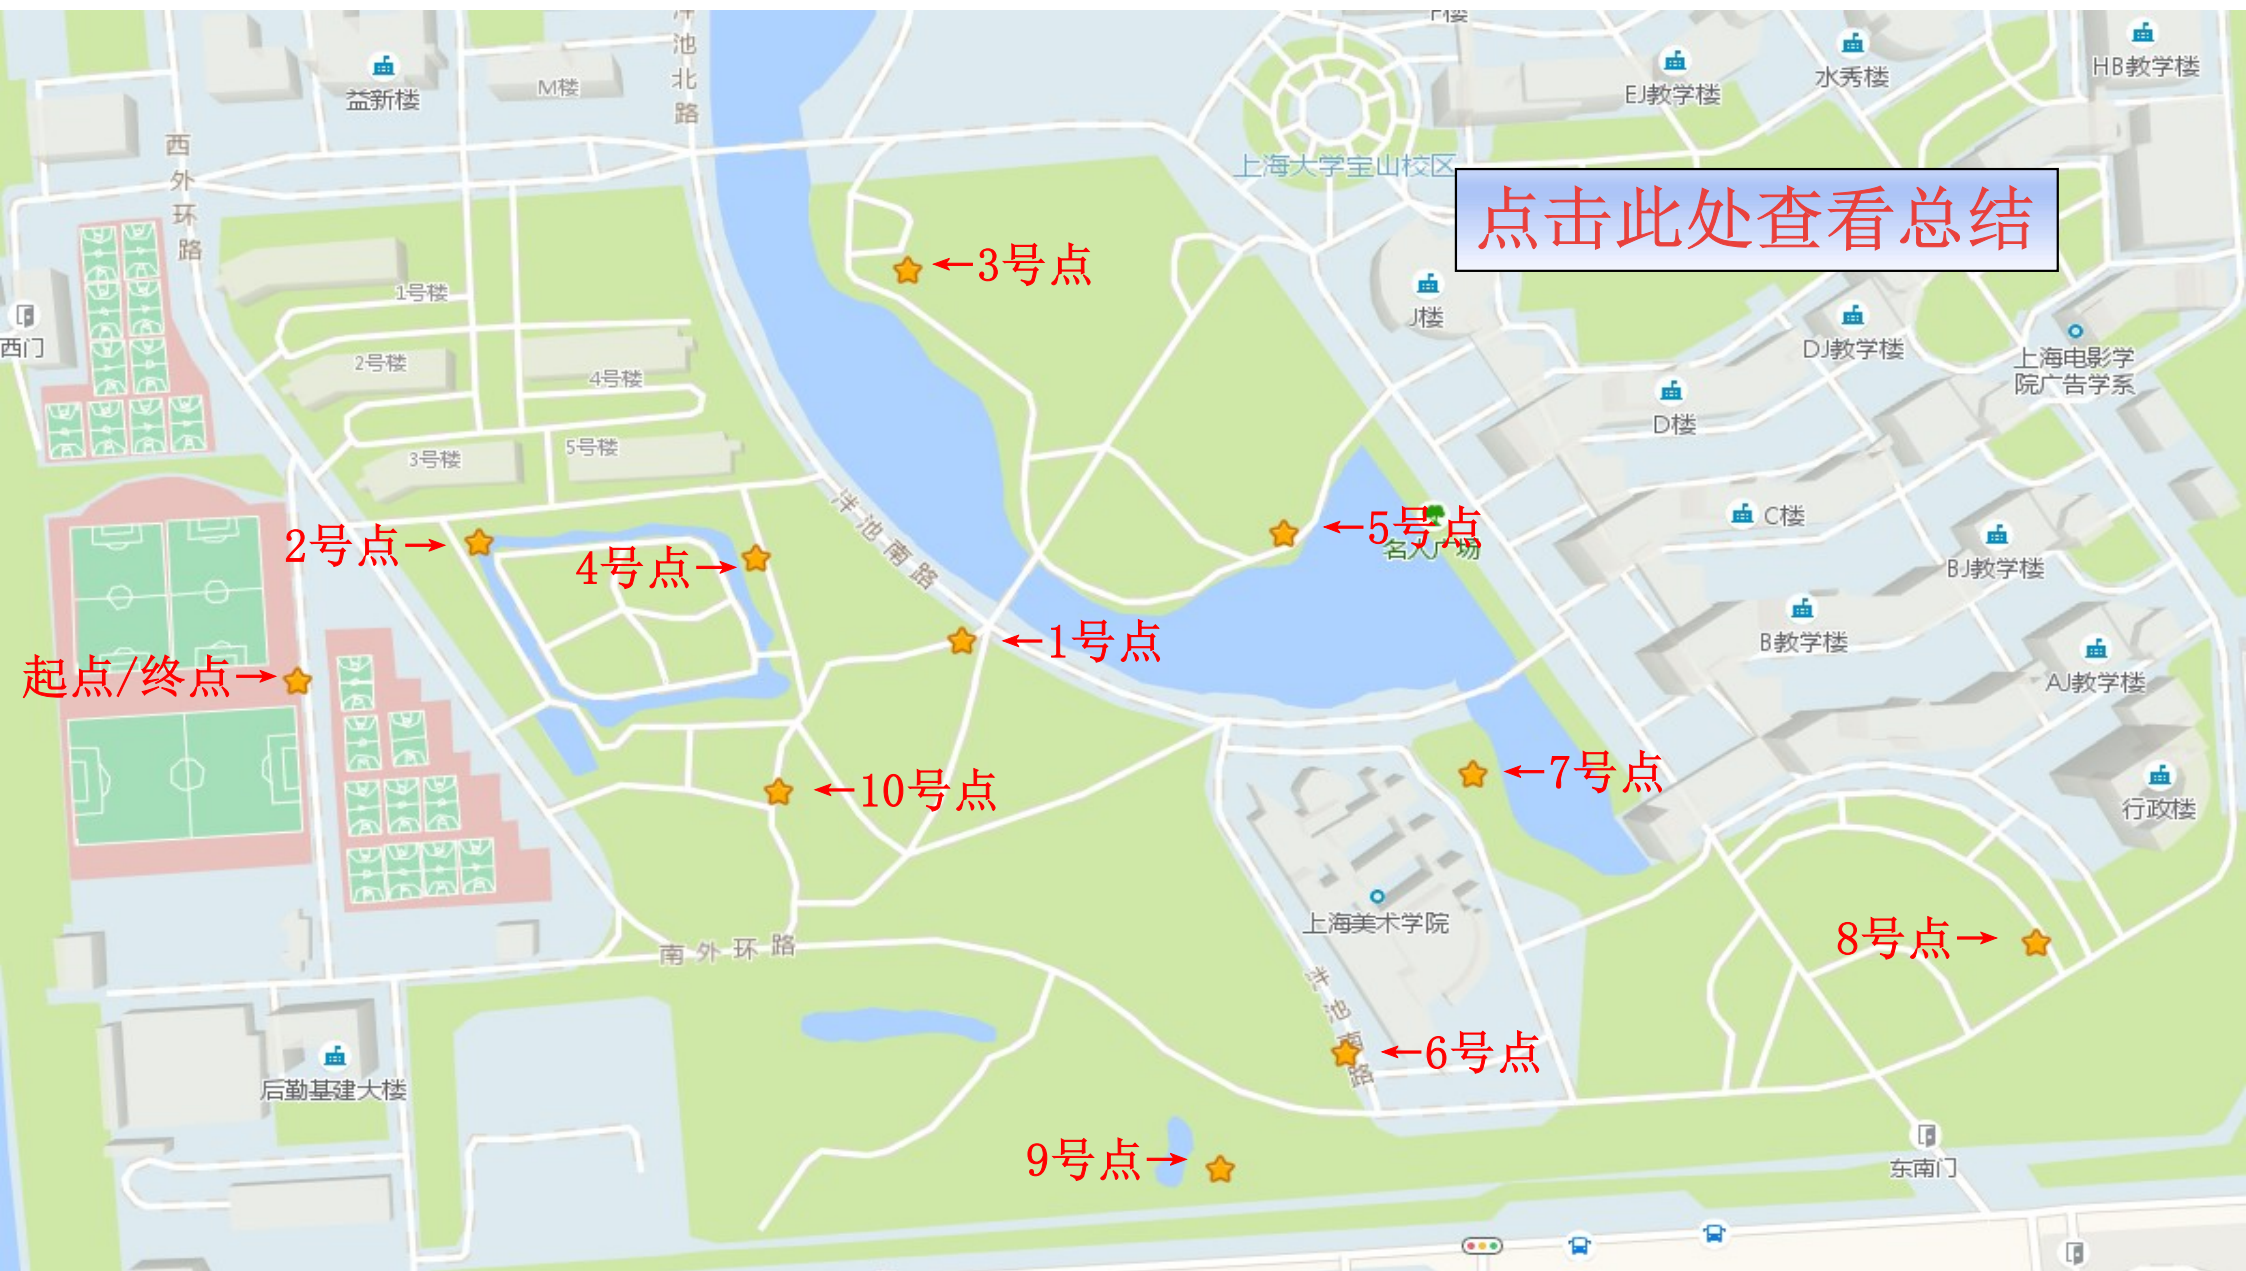 F楼
泮池北路
HB教学楼
水秀楼
EJ教学楼
M楼
益新楼
西外环路
上海大学宝山校区
点击此处查看总结
←3号点
1号楼
J楼
西门
2号楼
4号楼
DJ教学楼
上海电影学
院广告学系
D楼
3号楼
5号楼
泮池南路
C楼
←5号点
名人广场
2号点→
4号点→
BJ教学楼
←1号点
B教学楼
起点/终点→
AJ教学楼
←7号点
←10号点
行政楼
上海美术学院
8号点→
南外环路
泮池南路
←6号点
后勤基建大楼
9号点→
东南门